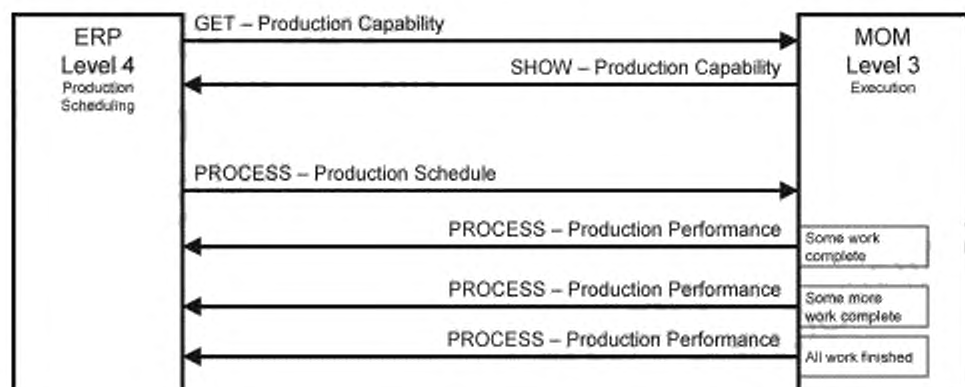 ERP
Level 4
Production
Scheduling
GET – Production Capability
SHOW – Production Capability
MOM
Level 3
Execution
PROCESS – Production Schedule
PROCESS – Production Performance
Some work
complete
PROCESS – Production Performance
Some more
work complete
PROCESS – Production Performance
All work finished